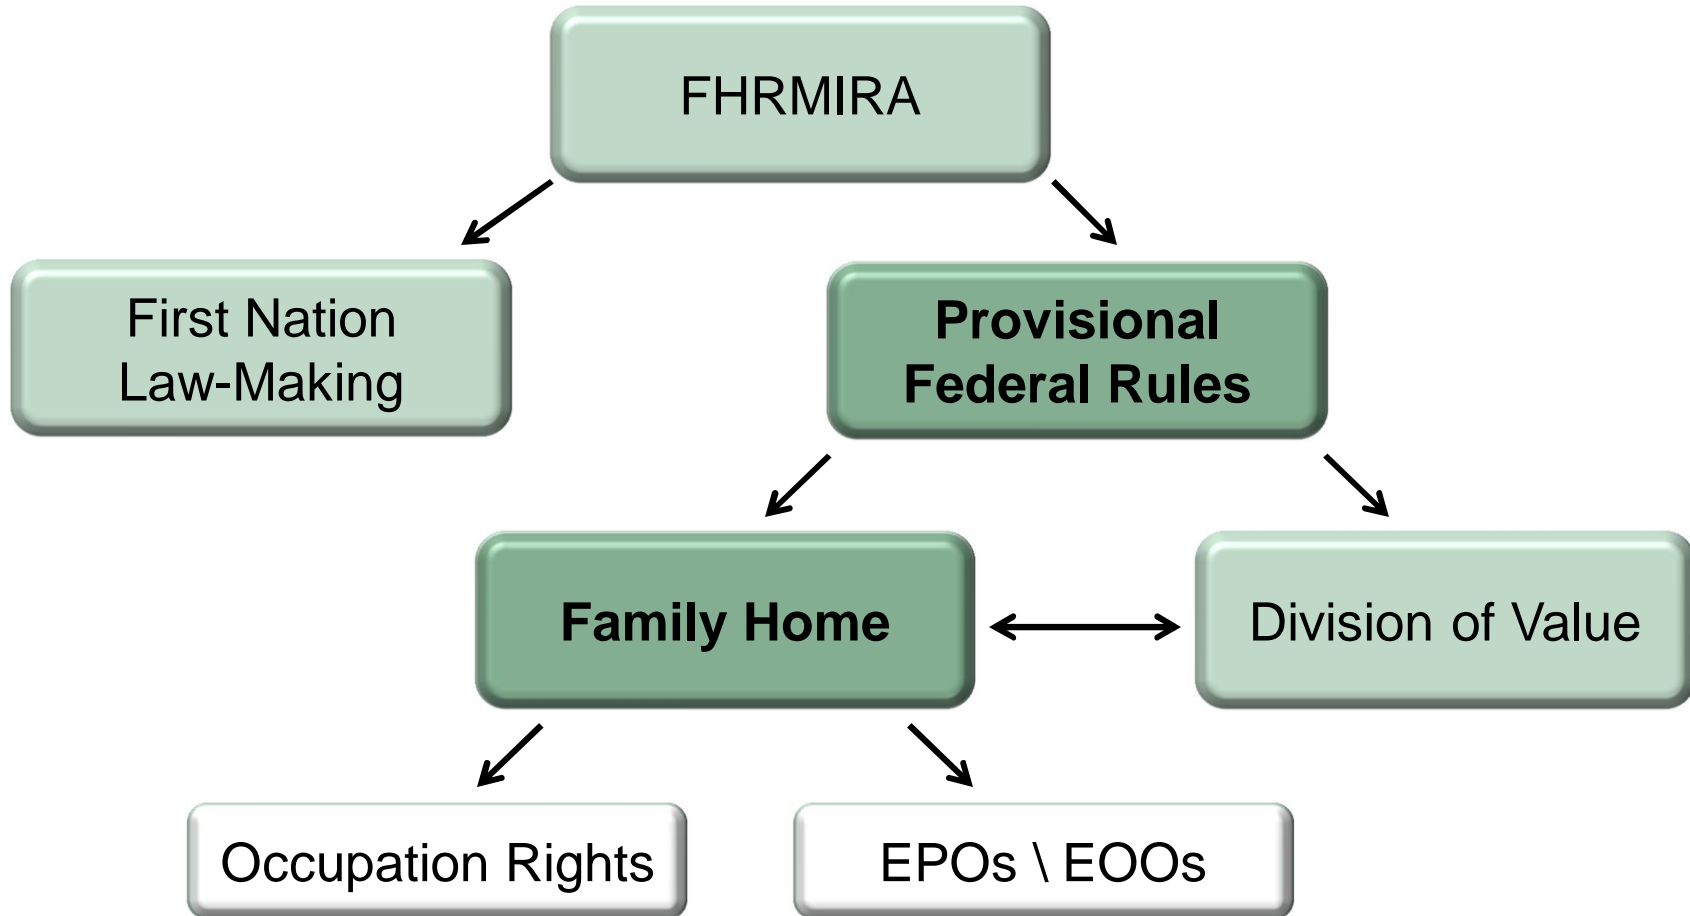 FHRMIRA
First Nation
Law-Making
Provisional
Federal Rules
Family Home
Division of Value
Occupation Rights
EPOs \ EOOs